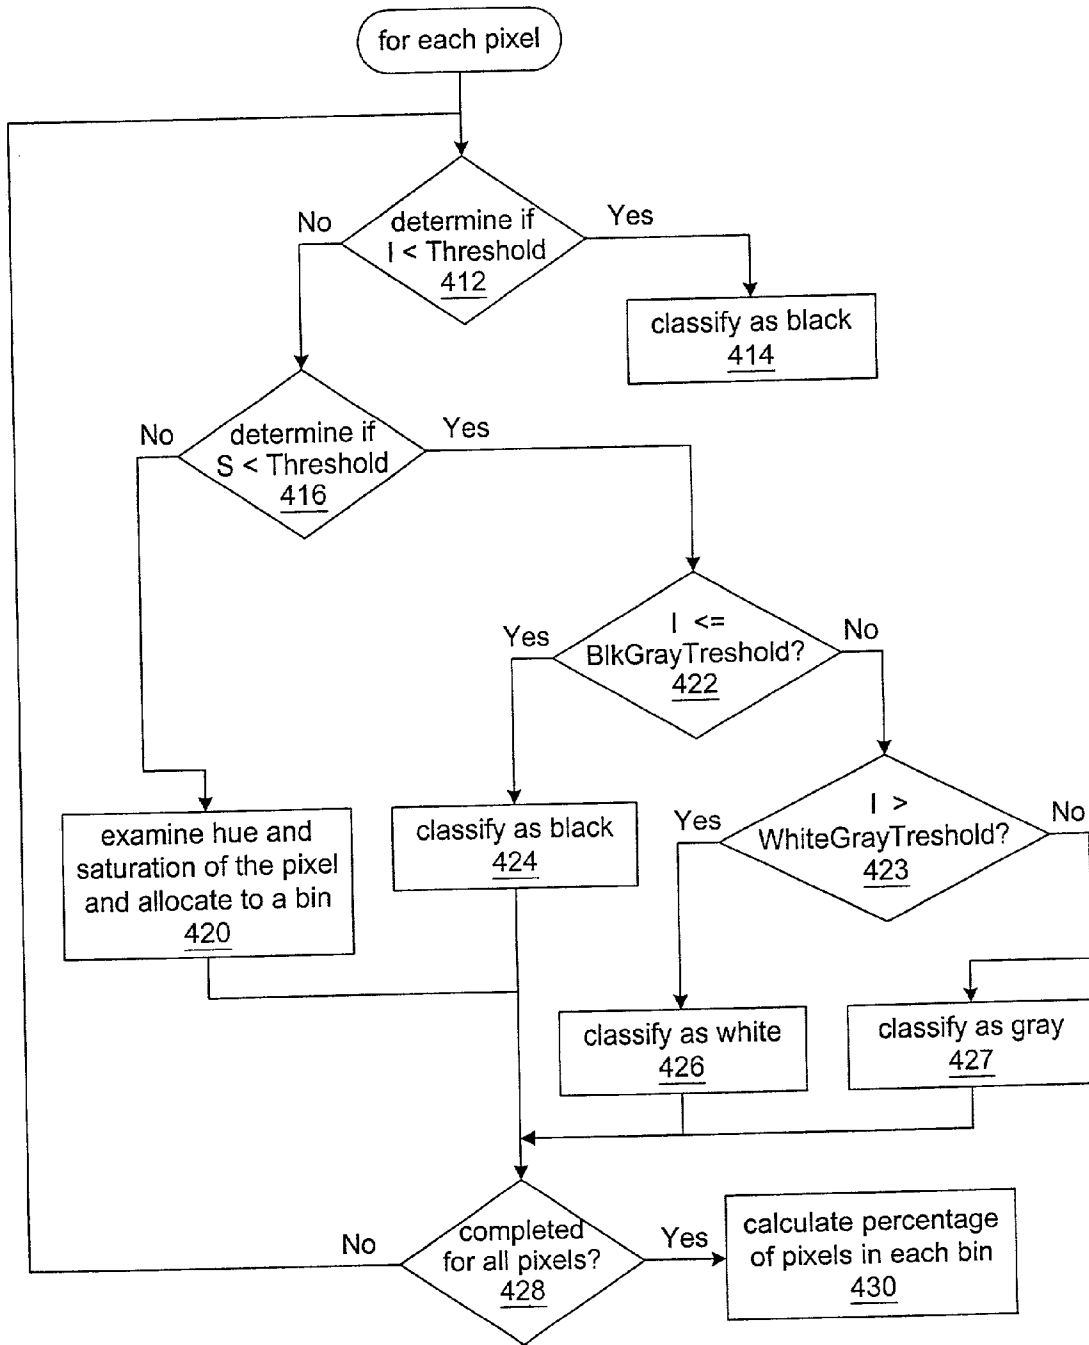 for each pixel
determine if
I < Threshold
412
No
Yes
classify as black
414
determine if
S < Threshold
416
No
Yes
I <=
BlkGrayTreshold?
422
Yes
No
I >
WhiteGrayTreshold?
423
Yes
No
examine hue and
saturation of the pixel
and allocate to a bin
420
classify as black
424
classify as white
426
classify as gray
427
completed
for all pixels?
428
No
Yes
calculate percentage
of pixels in each bin
430